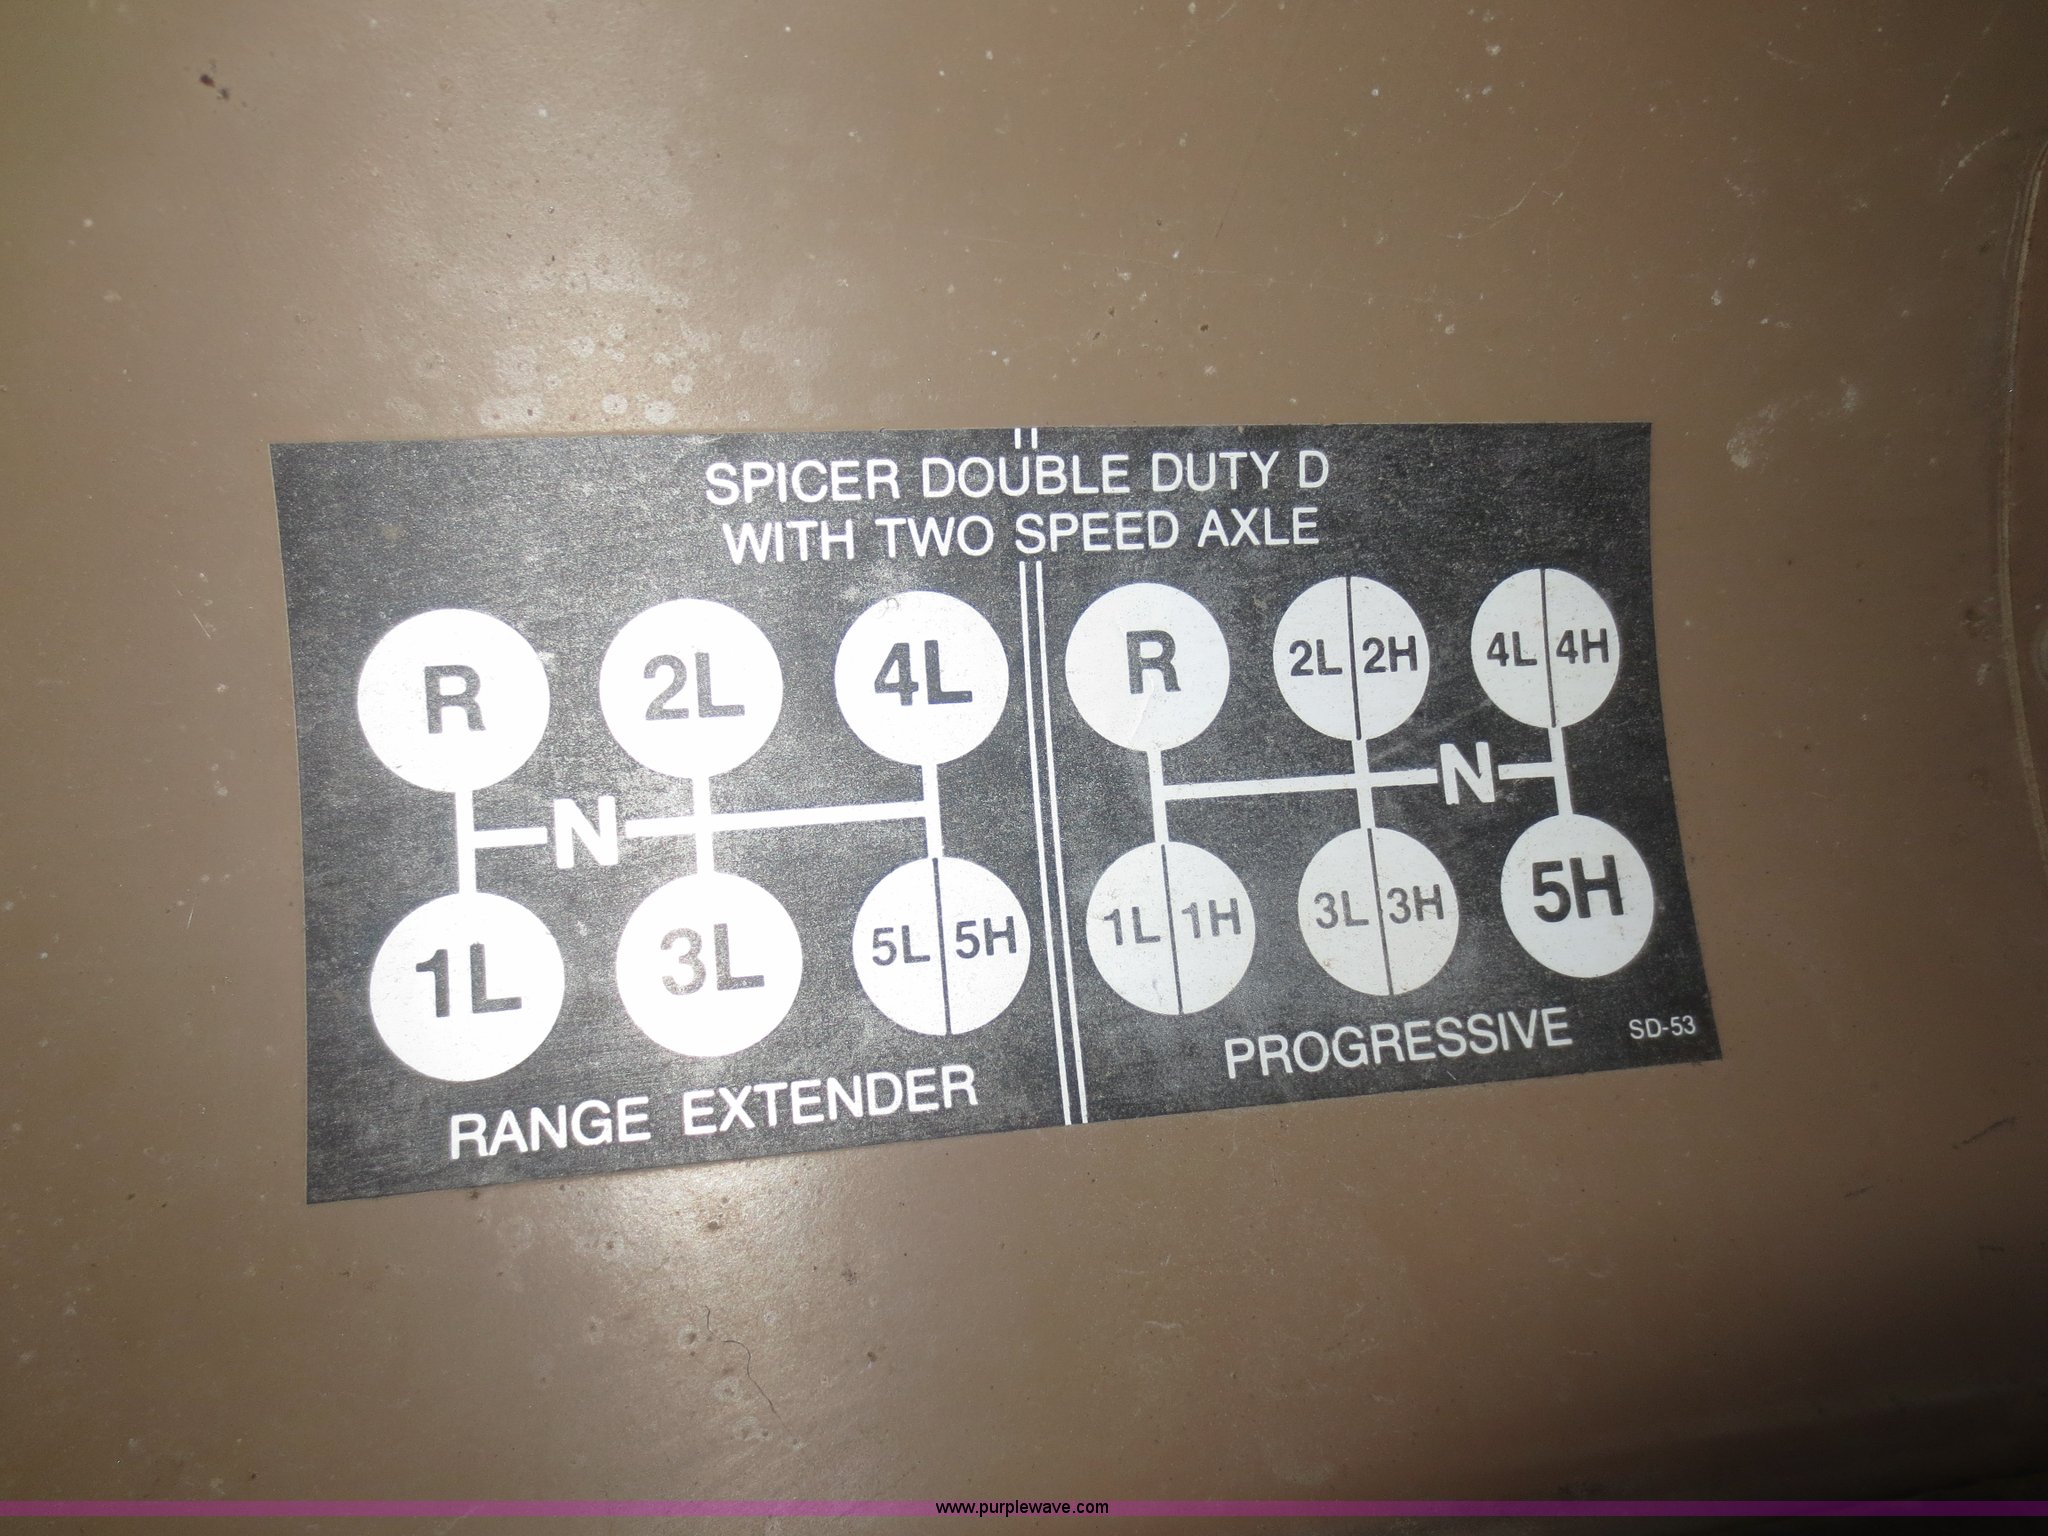 SPICER DOUBLE DUTY D
WITH TWO SPEED AXLE
R 2L 4L
N
1L 3L 5L 5H
RANGE EXTENDER
R 2L 2H 4L 4H
N
1L 1H 3L 3H 5H
PROGRESSIVE
SD-53
www.purplewave.com